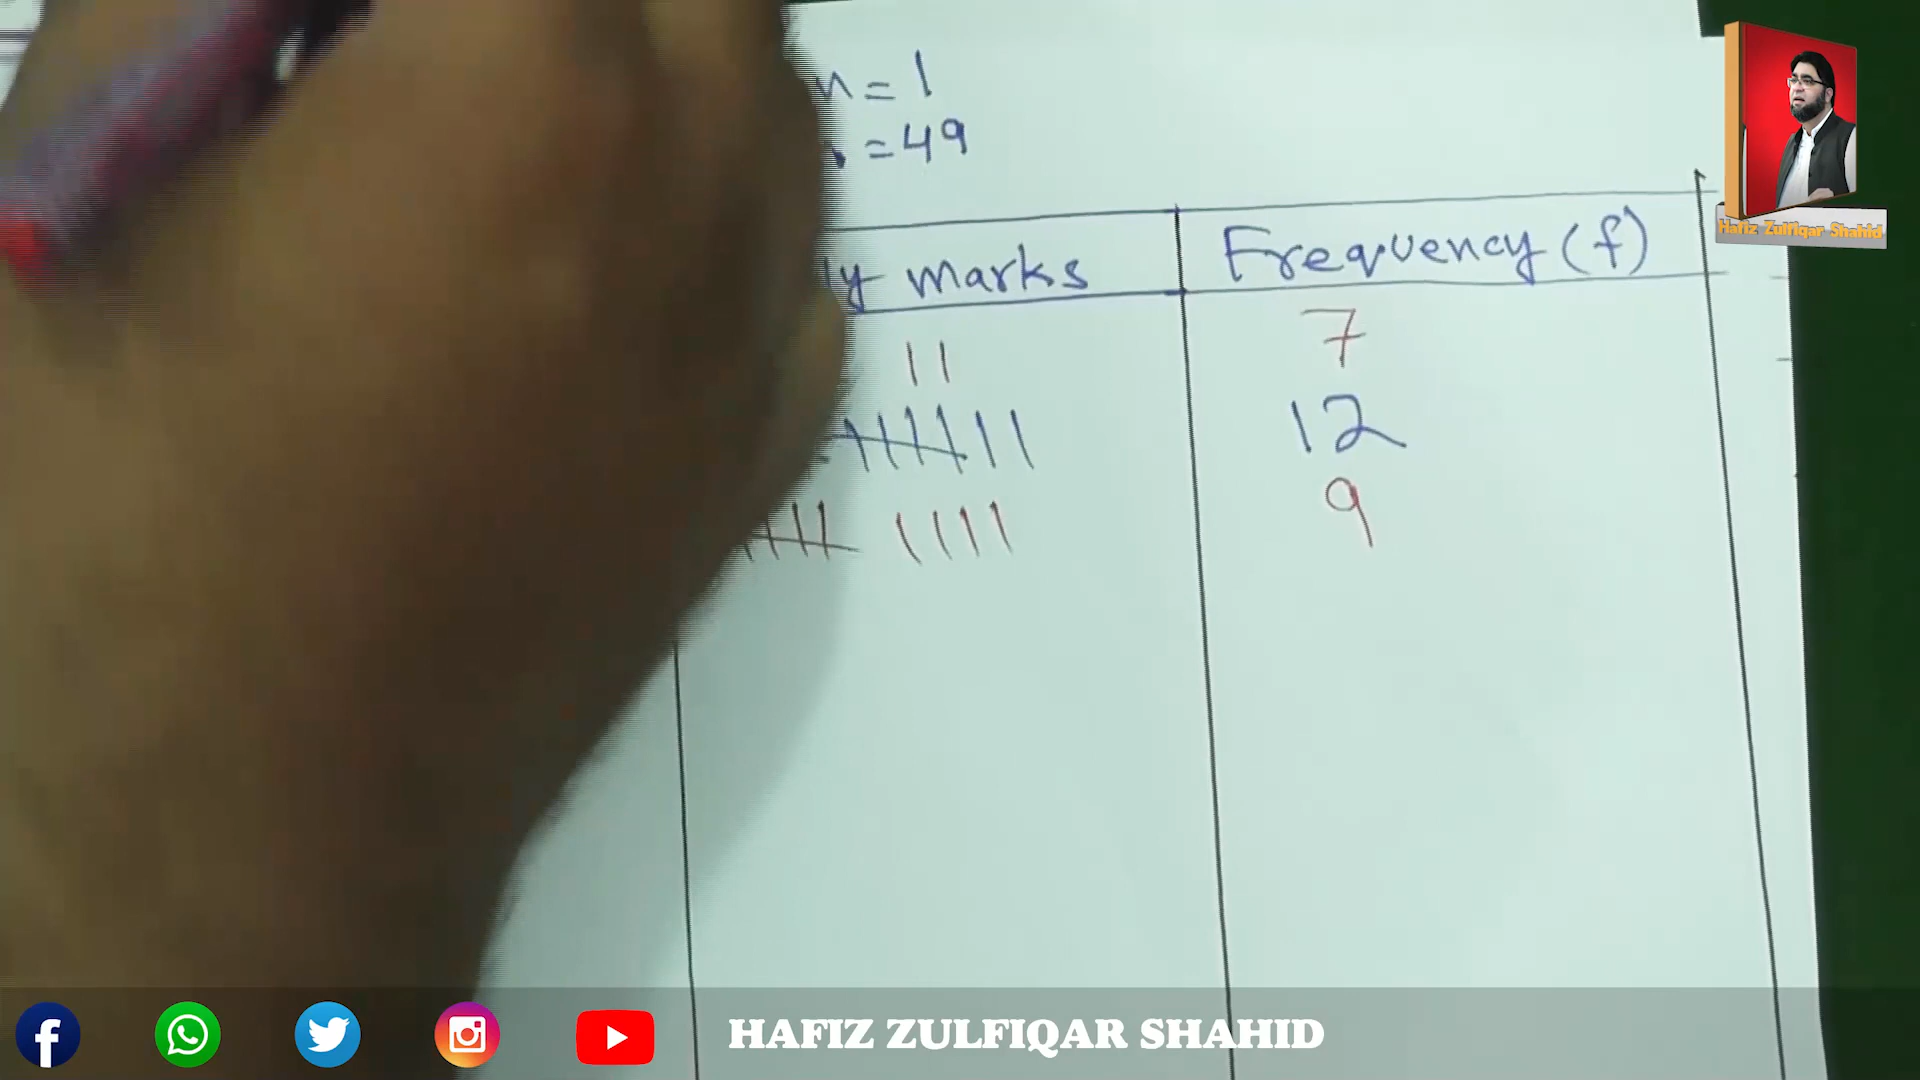 = 1
= 49
marks Frequency (f)
7
12
9
Hafiz Zulfiqar Shahid
HAFIZ ZULFIQAR SHAHID